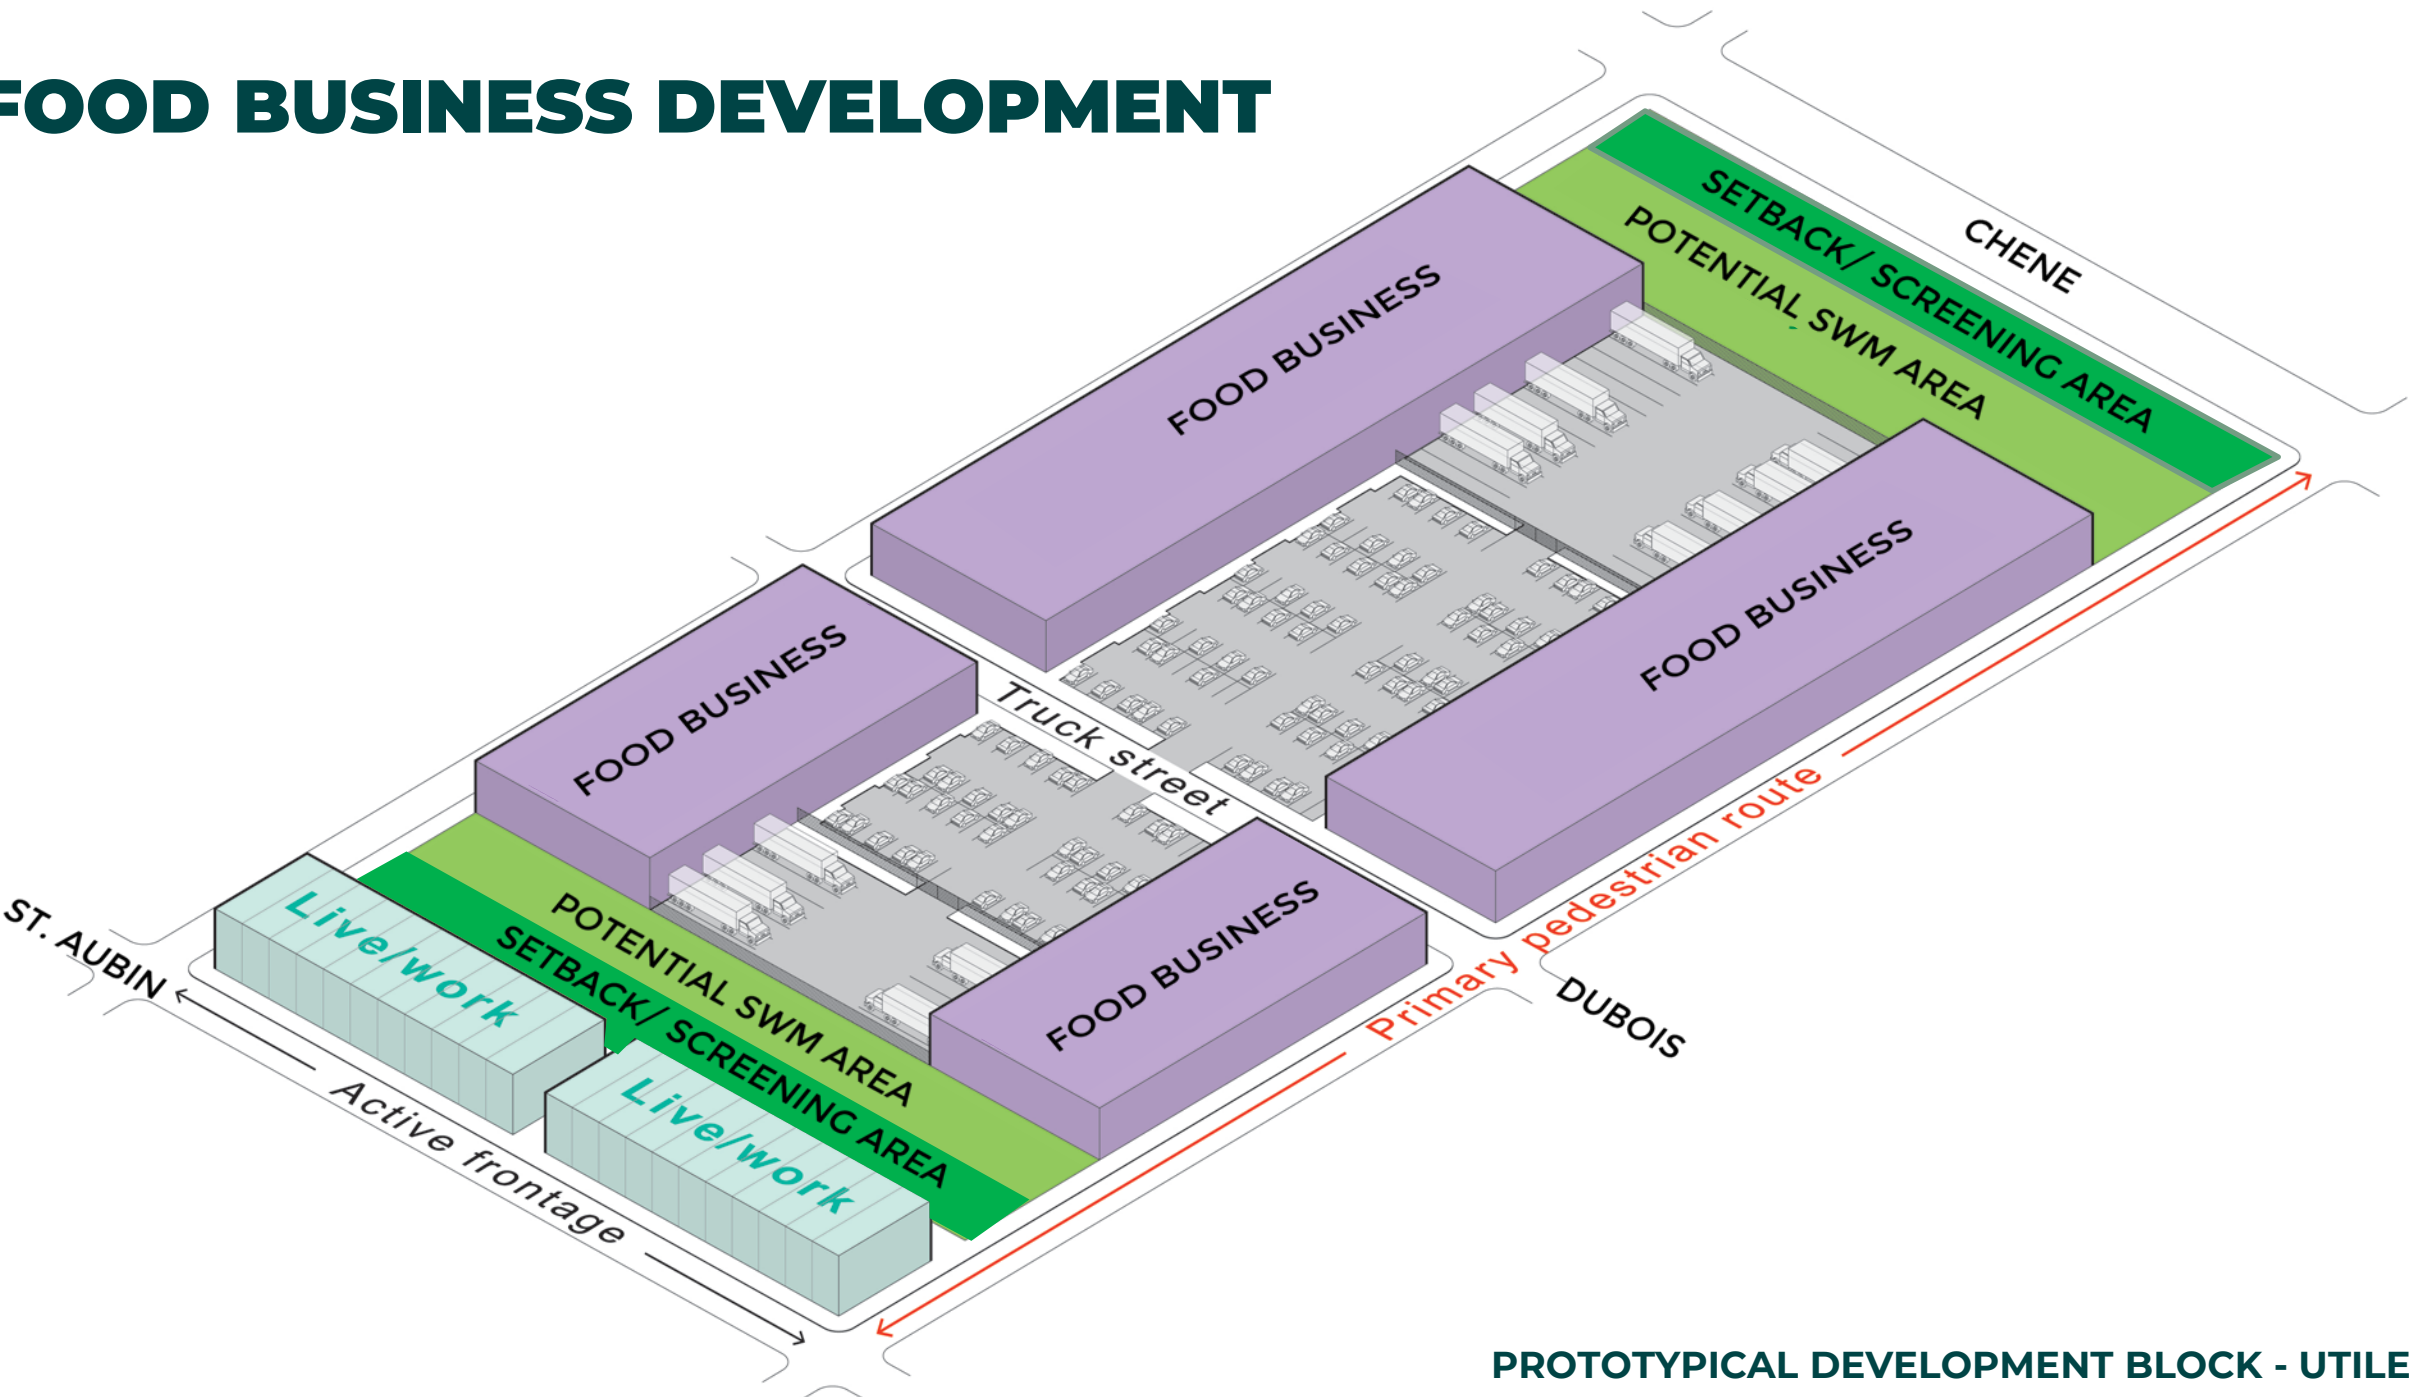 FOOD BUSINESS DEVELOPMENT
CHENE
SETBACK/ SCREENING AREA
POTENTIAL SWM AREA
FOOD BUSINESS
FOOD BUSINESS
FOOD BUSINESS
Truck street
FOOD BUSINESS
Primary pedestrian route
DUBOIS
POTENTIAL SWM AREA
SETBACK/ SCREENING AREA
Live/work
Live/work
ST. AUBIN
Active frontage
PROTOTYPICAL DEVELOPMENT BLOCK - UTILE